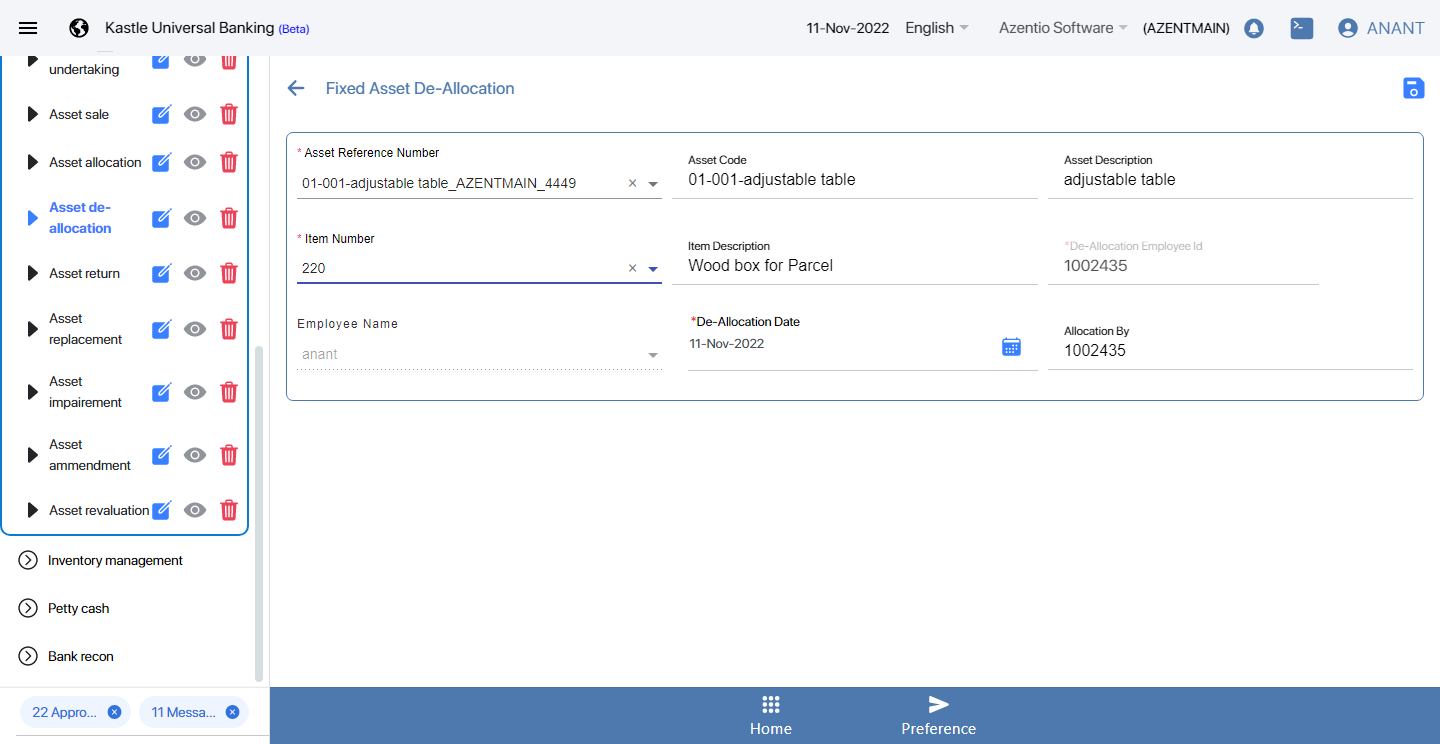 Kastle Universal Banking (Beta)
11-Nov-2022 English Azentio Software (AZENTMAIN) ANANT
undertaking
Asset sale
Asset allocation
Asset de-
allocation
Asset return
Asset
replacement
Asset
impairement
Asset
ammendment
Asset revaluation
Inventory management
Petty cash
Bank recon
22 Appro...
11 Messa...
Fixed Asset De-Allocation
* Asset Reference Number
01-001-adjustable table_AZENTMAIN_4449
Asset Code
01-001-adjustable table
Asset Description
adjustable table
* Item Number
220
Item Description
Wood box for Parcel
*De-Allocation Employee Id
1002435
Employee Name
anant
*De-Allocation Date
11-Nov-2022
Allocation By
1002435
Home
Preference